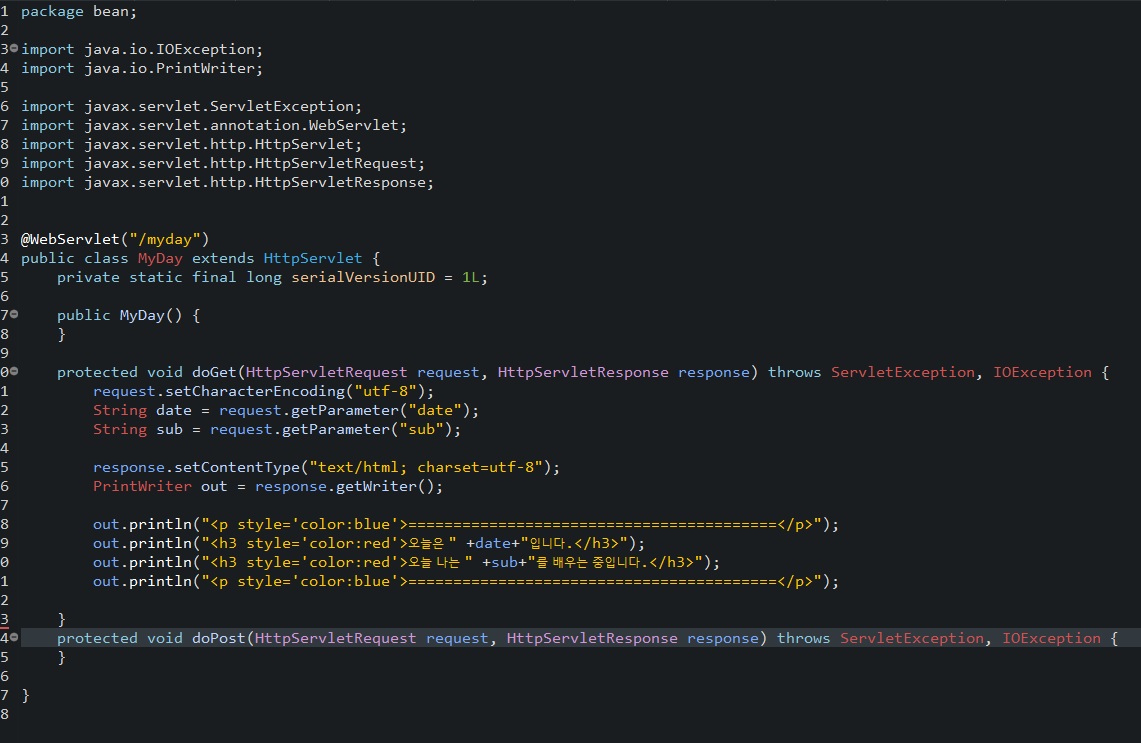 1 package bean;
2
3 import java.io.IOException;
4 import java.io.PrintWriter;
5
6 import javax.servlet.ServletException;
7 import javax.servlet.annotation.WebServlet;
8 import javax.servlet.http.HttpServlet;
9 import javax.servlet.http.HttpServletRequest;
0 import javax.servlet.http.HttpServletResponse;
1
2
3 @WebServlet("/myday")
4 public class MyDay extends HttpServlet {
5     private static final long serialVersionUID = 1L;
6
7     public MyDay() {
8     }
9
0     protected void doGet(HttpServletRequest request, HttpServletResponse response) throws ServletException, IOException {
1         request.setCharacterEncoding("utf-8");
2         String date = request.getParameter("date");
3         String sub = request.getParameter("sub");
4
5         response.setContentType("text/html; charset=utf-8");
6         PrintWriter out = response.getWriter();
7
8         out.println("<p style='color:blue'>=========================================</p>");
9         out.println("<h3 style='color:red'>오늘은 " +date+"입니다.</h3>");
0         out.println("<h3 style='color:red'>오늘 나는 " +sub+"를 배우는 중입니다.</h3>");
1         out.println("<p style='color:blue'>=========================================</p>");
2
3     }
4     protected void doPost(HttpServletRequest request, HttpServletResponse response) throws ServletException, IOException {
5     }
6
7 }
8